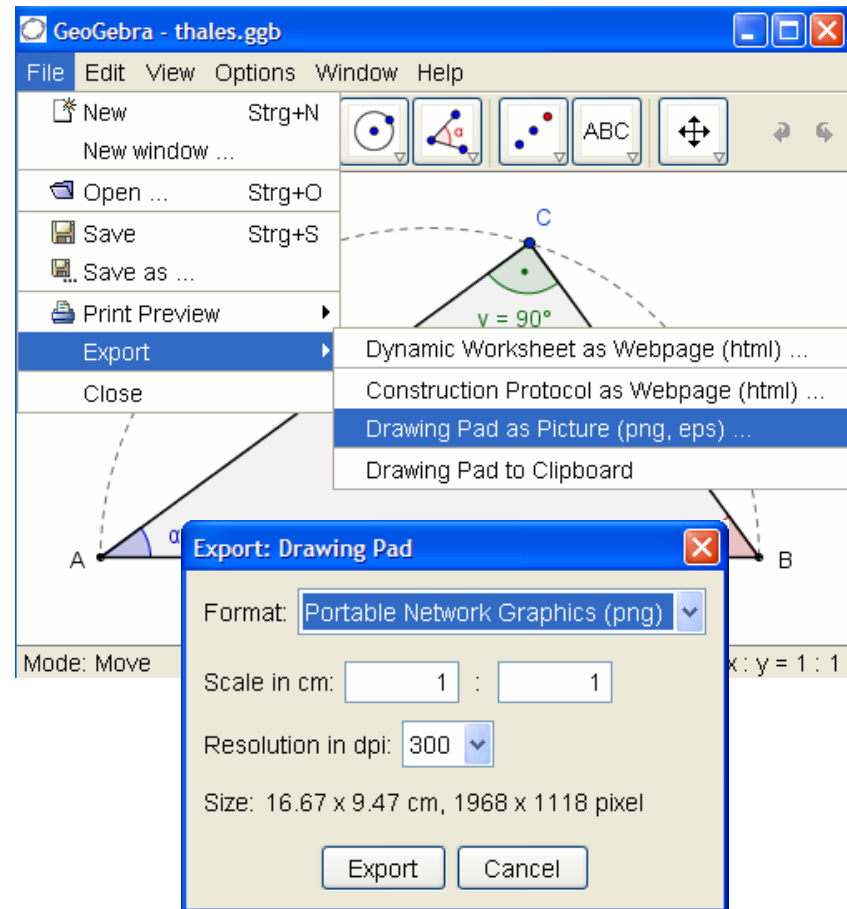 GeoGebra - thales.ggb
File Edit View Options Window Help
New Strg+N
New window ...
Open ... Strg+O
Save Strg+S
Save as ...
Print Preview
Export
Close
ABC
α
C
γ = 90°
Dynamic Worksheet as Webpage (html) ...
Construction Protocol as Webpage (html) ...
Drawing Pad as Picture (png, eps) ...
Drawing Pad to Clipboard
A
α
B
Mode: Move
x : y = 1 : 1
Export: Drawing Pad
Format: Portable Network Graphics (png)
Scale in cm: 1 : 1
Resolution in dpi: 300
Size: 16.67 x 9.47 cm, 1968 x 1118 pixel
Export Cancel